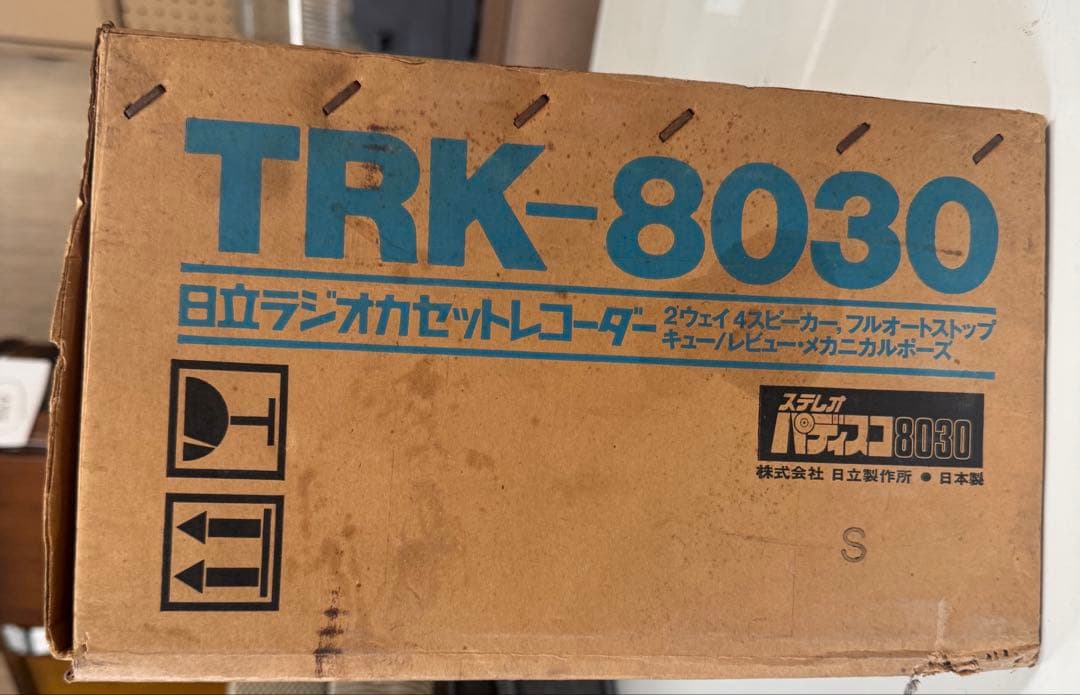 TRK-8030
日立ラジオカセットレコーダー
2ウェイ4スピーカー,フルオートストップ
キュー/レビュー・メカニカルポーズ
ステレオ
パディスコ8030
株式会社 日立製作所 ● 日本製
S